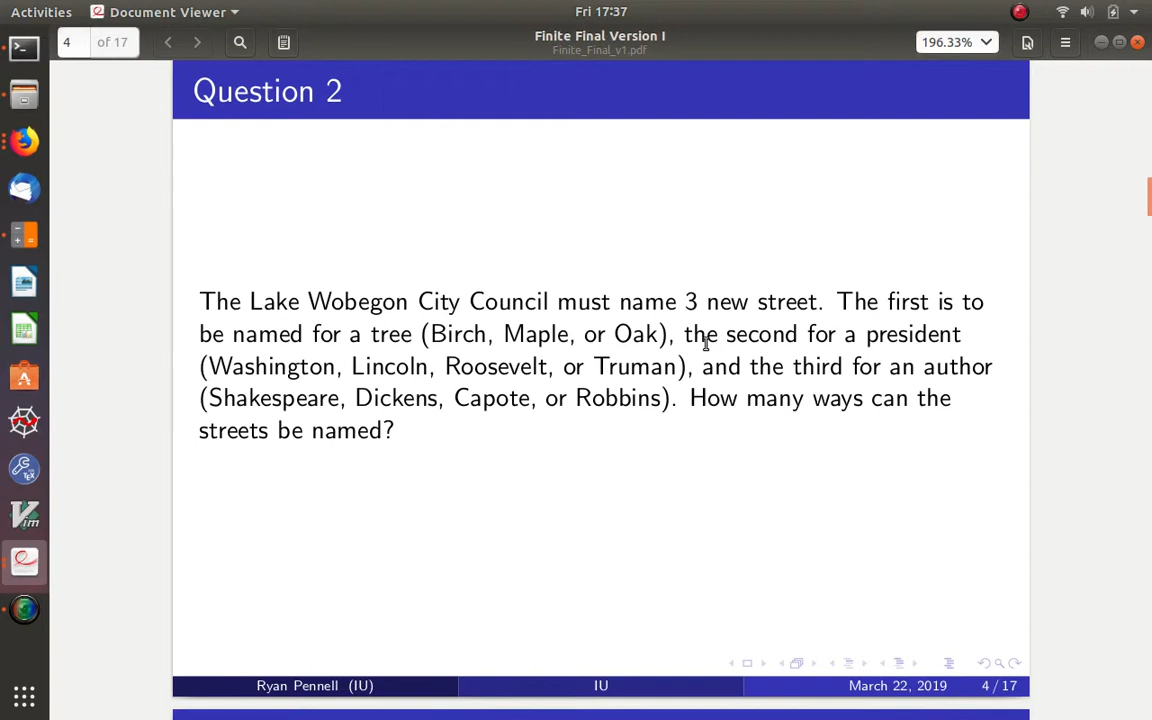 Activities Document Viewer Fri 17:37
4 of 17 Finite Final Version I 196.33%
Finite_Final_v1.pdf
Question 2
The Lake Wobegon City Council must name 3 new street. The first is to
be named for a tree (Birch, Maple, or Oak), the second for a president
(Washington, Lincoln, Roosevelt, or Truman), and the third for an author
(Shakespeare, Dickens, Capote, or Robbins). How many ways can the
streets be named?
Ryan Pennell (IU) IU March 22, 2019 4 / 17